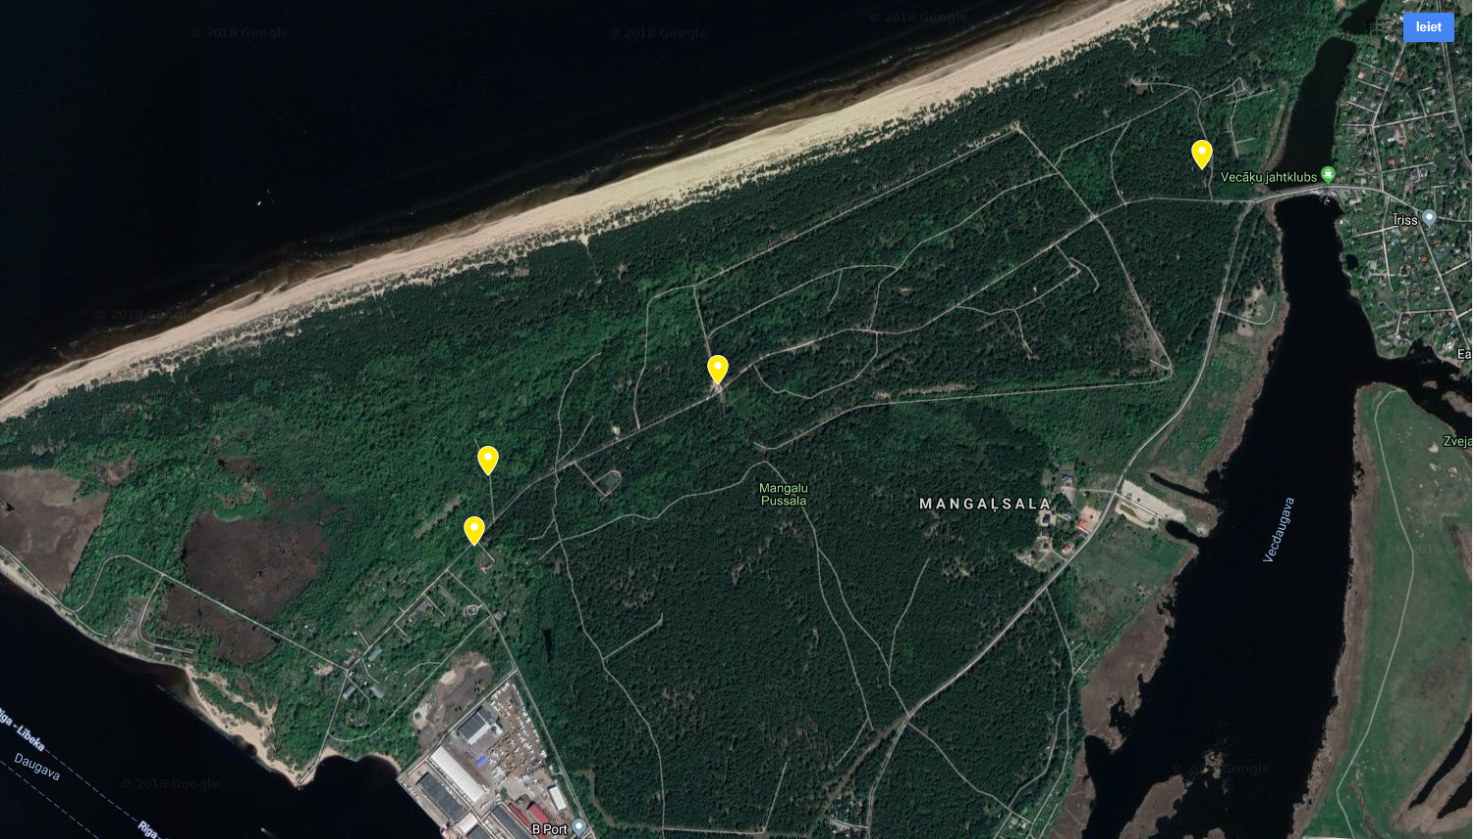 © 2018 Google
© 2018 Google
© 2018 Google
Ieiet
Vecāķu jahtklubs
Īriss
© 2018 Google
Ea
Zveja
Mangaļu
Pussala
MANGAĻSALA
Vecdaugava
Rīga - Lībeka
Daugava
© 2018 Google
© 2018 Google
Rīga
B Port